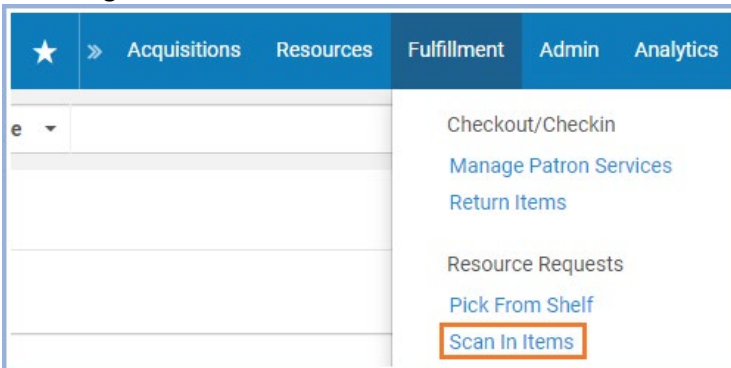 ★ » Acquisitions Resources Fulfillment Admin Analytics
e
Checkout/Checkin
Manage Patron Services
Return Items
Resource Requests
Pick From Shelf
Scan In Items